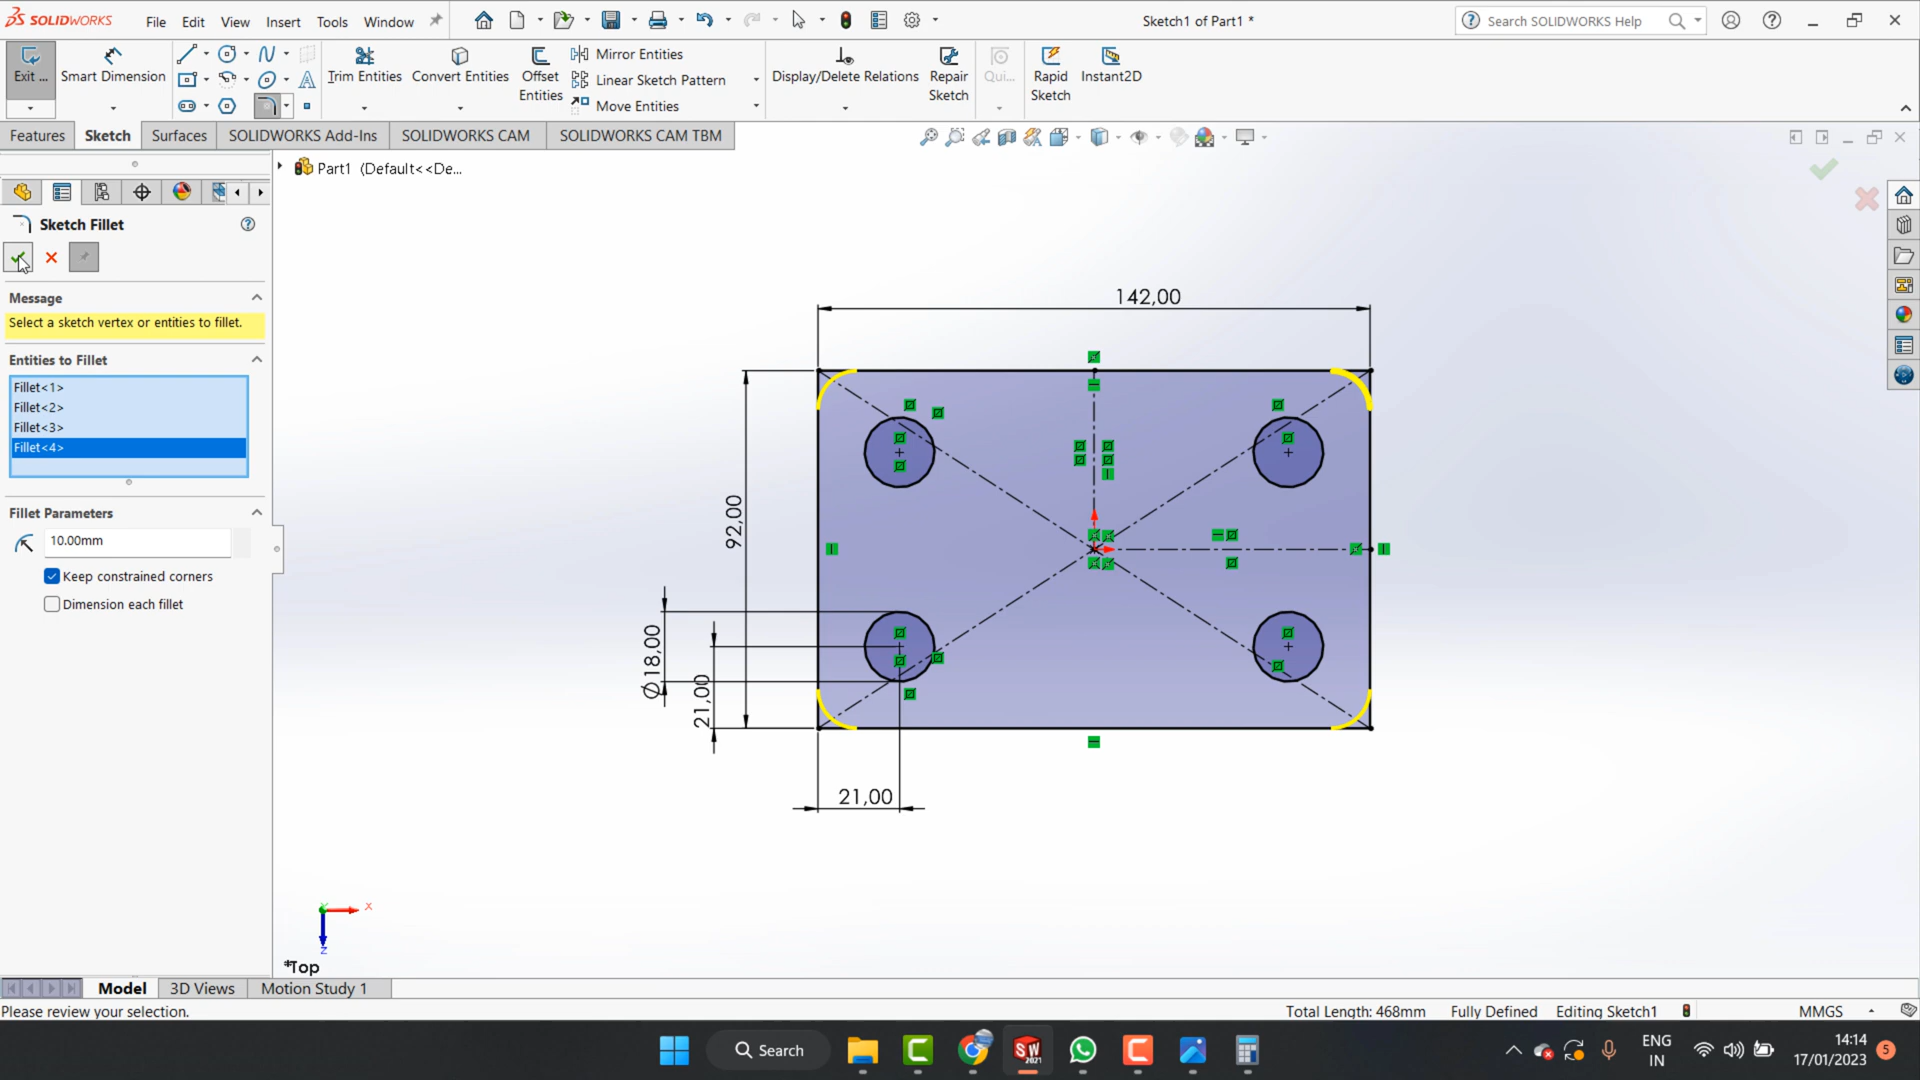 SOLIDWORKS
File Edit View Insert Tools Window
Sketch1 of Part1 *
Search SOLIDWORKS Help
Exit ...
Smart Dimension
Trim Entities
Convert Entities
Offset
Entities
Mirror Entities
Linear Sketch Pattern
Move Entities
Display/Delete Relations
Repair
Sketch
Qui...
Rapid
Sketch
Instant2D
Features Sketch Surfaces SOLIDWORKS Add-Ins SOLIDWORKS CAM SOLIDWORKS CAM TBM
Part1 (Default<<De...
Sketch Fillet
Message
Select a sketch vertex or entities to fillet.
Entities to Fillet
Fillet<1>
Fillet<2>
Fillet<3>
Fillet<4>
Fillet Parameters
10.00mm
Keep constrained corners
Dimension each fillet
142,00
92,00
Ø18,00
21,00
21,00
X
Z
*Top
Model 3D Views Motion Study 1
Please review your selection.
Total Length: 468mm Fully Defined Editing Sketch1 MMGS
Search
SW
2021
ENG
IN
14:14
17/01/2023
5